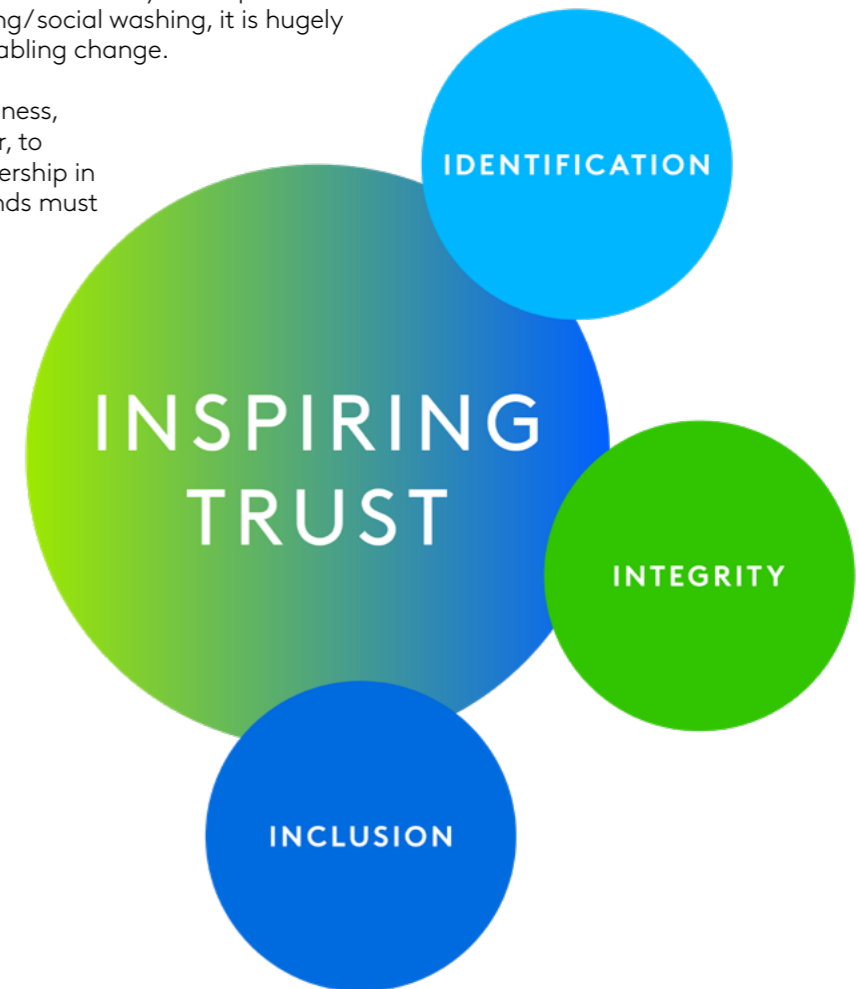 ng/social washing, it is hugely
abling change.
ness,
r, to
ership in
nds must
IDENTIFICATION
INSPIRING
TRUST
INTEGRITY
INCLUSION